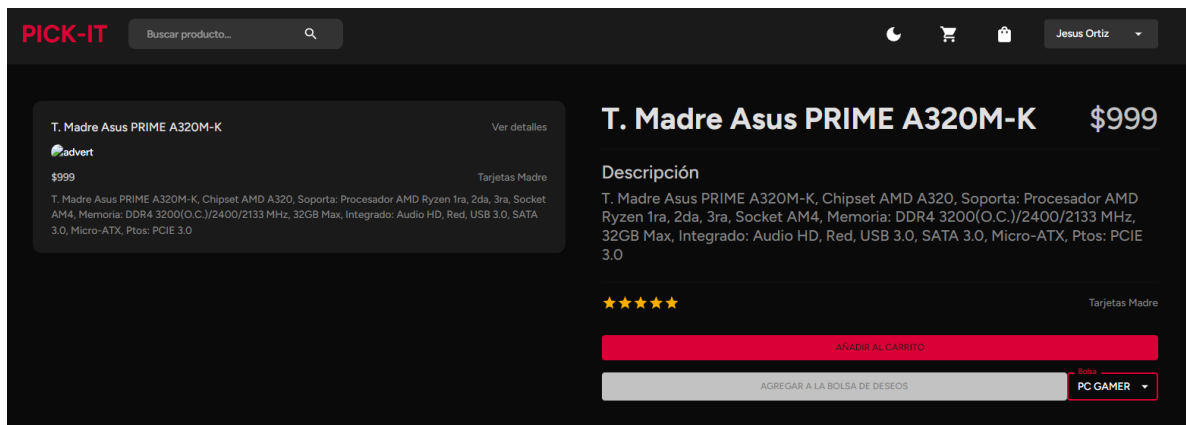 PICK-IT
Buscar producto...
Jesus Ortiz
T. Madre Asus PRIME A320M-K
Ver detalles
advert
$999
Tarjetas Madre
T. Madre Asus PRIME A320M-K, Chipset AMD A320, Soporta: Procesador AMD Ryzen 1ra, 2da, 3ra, Socket
AM4, Memoria: DDR4 3200(O.C.)/2400/2133 MHz, 32GB Max, Integrado: Audio HD, Red, USB 3.0, SATA
3.0, Micro-ATX, Ptos: PCIE 3.0
T. Madre Asus PRIME A320M-K
$999
Descripción
T. Madre Asus PRIME A320M-K, Chipset AMD A320, Soporta: Procesador AMD
Ryzen 1ra, 2da, 3ra, Socket AM4, Memoria: DDR4 3200(O.C.)/2400/2133 MHz,
32GB Max, Integrado: Audio HD, Red, USB 3.0, SATA 3.0, Micro-ATX, Ptos: PCIE
3.0
Tarjetas Madre
AÑADIR AL CARRITO
AGREGAR A LA BOLSA DE DESEOS
Bolsa
PC GAMER